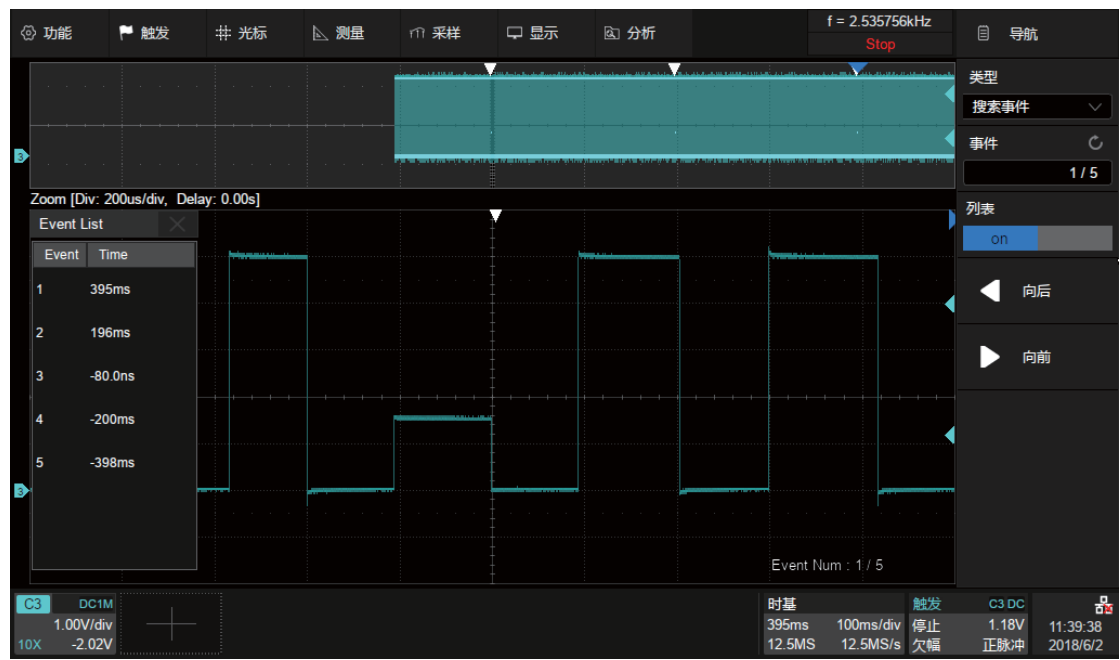 功能 触发 光标 测量 采样 显示 分析 f = 2.535756kHz 导航
Stop
类型
搜索事件
事件
3
1 / 5
Zoom [Div: 200us/div, Delay: 0.00s]
列表
Event List
on
Event Time
1 395ms
向后
2 196ms
向前
3 -80.0ns
4 -200ms
5 -398ms
3
Event Num : 1 / 5
C3 DC1M 时基 触发 C3 DC
1.00V/div 395ms 100ms/div 停止 1.18V 11:39:38
10X -2.02V 12.5MS 12.5MS/s 欠幅 正脉冲 2018/6/2